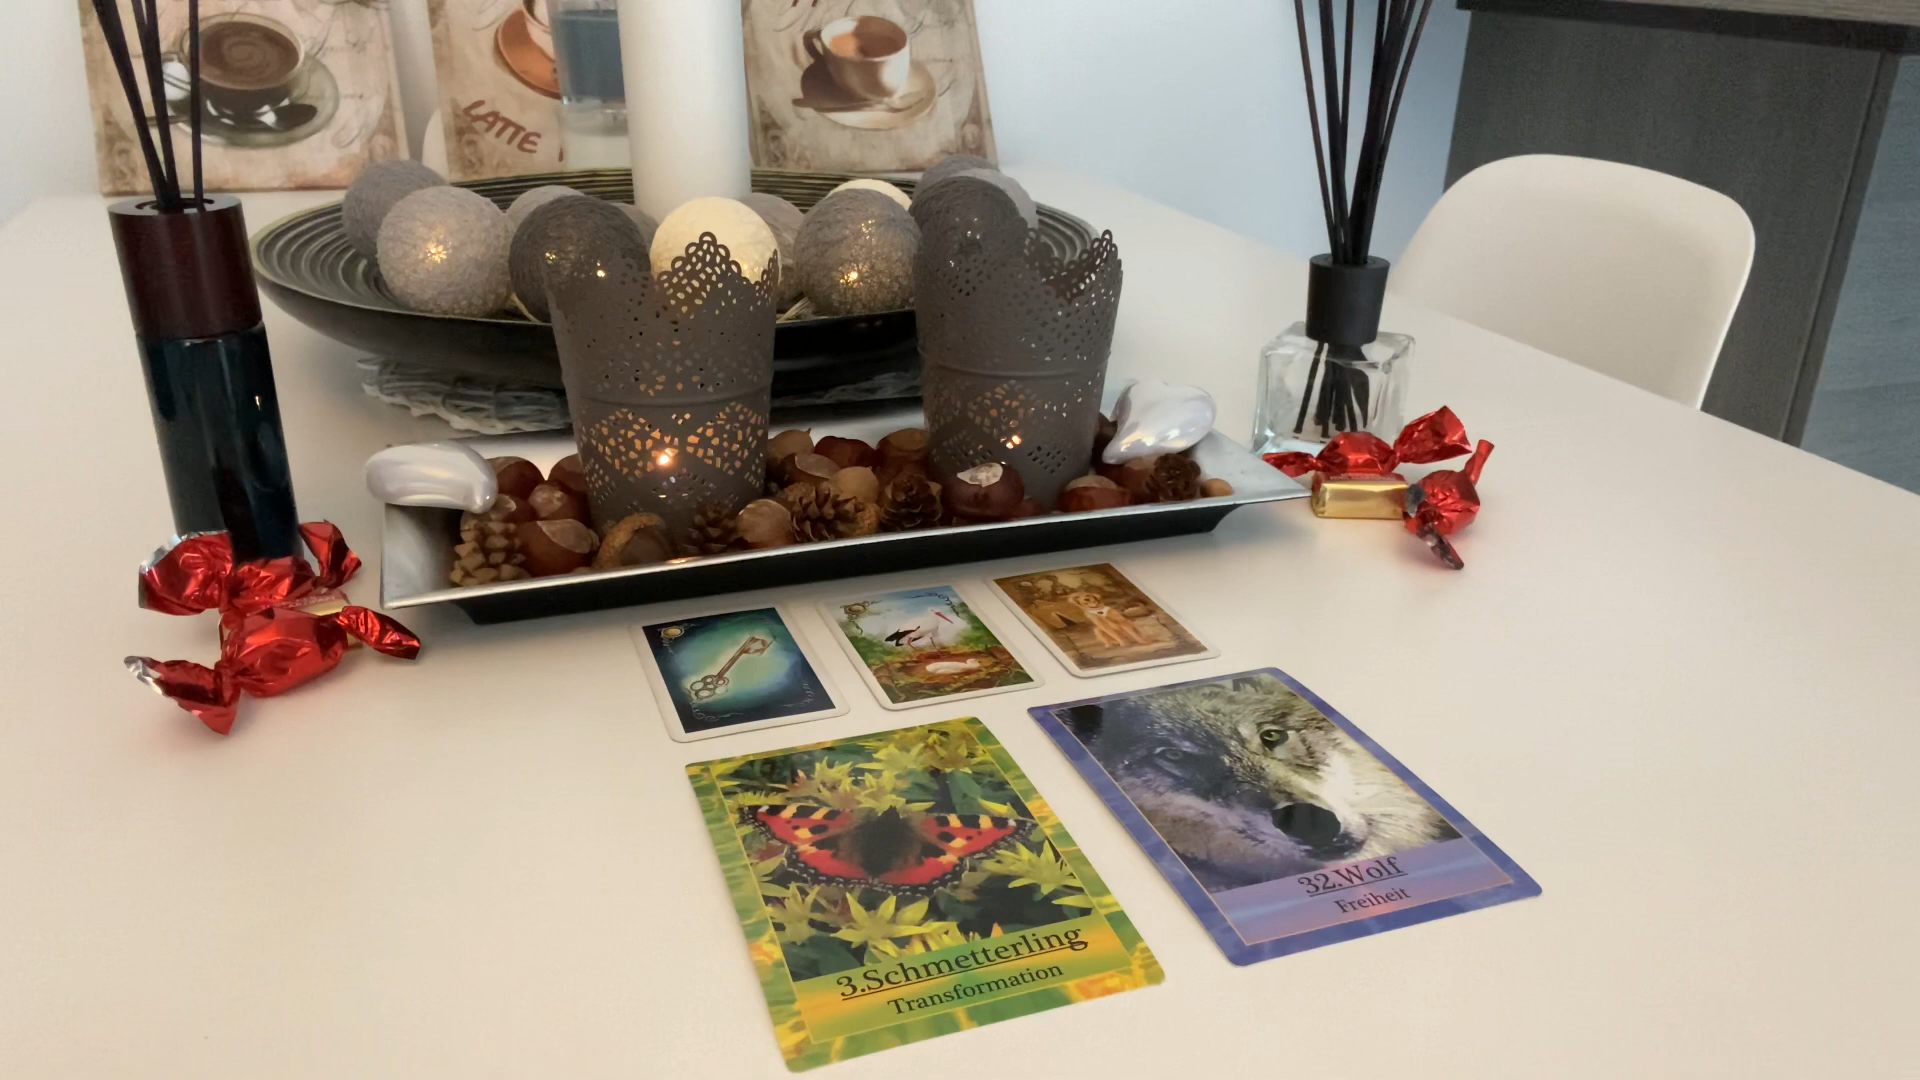 LATTE
3.Schmetterling
Transformation
32.Wolf
Freiheit